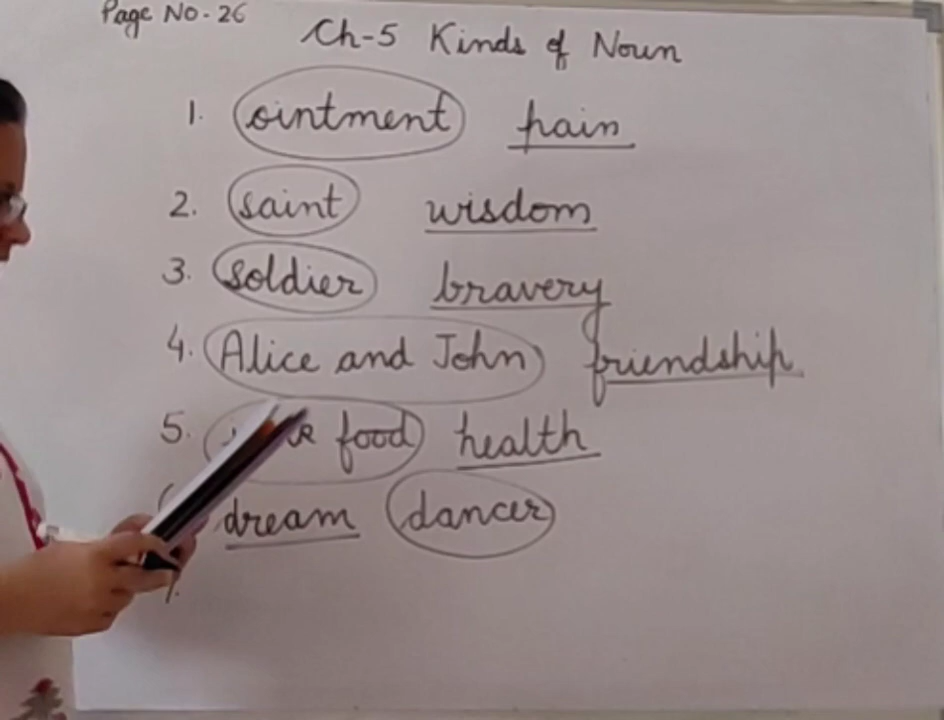 Page No-26
Ch-5 Kinds of Noun
1. ointment pain
2. saint wisdom
3. soldier bravery
4. Alice and John friendship
5. food health
dream dancer